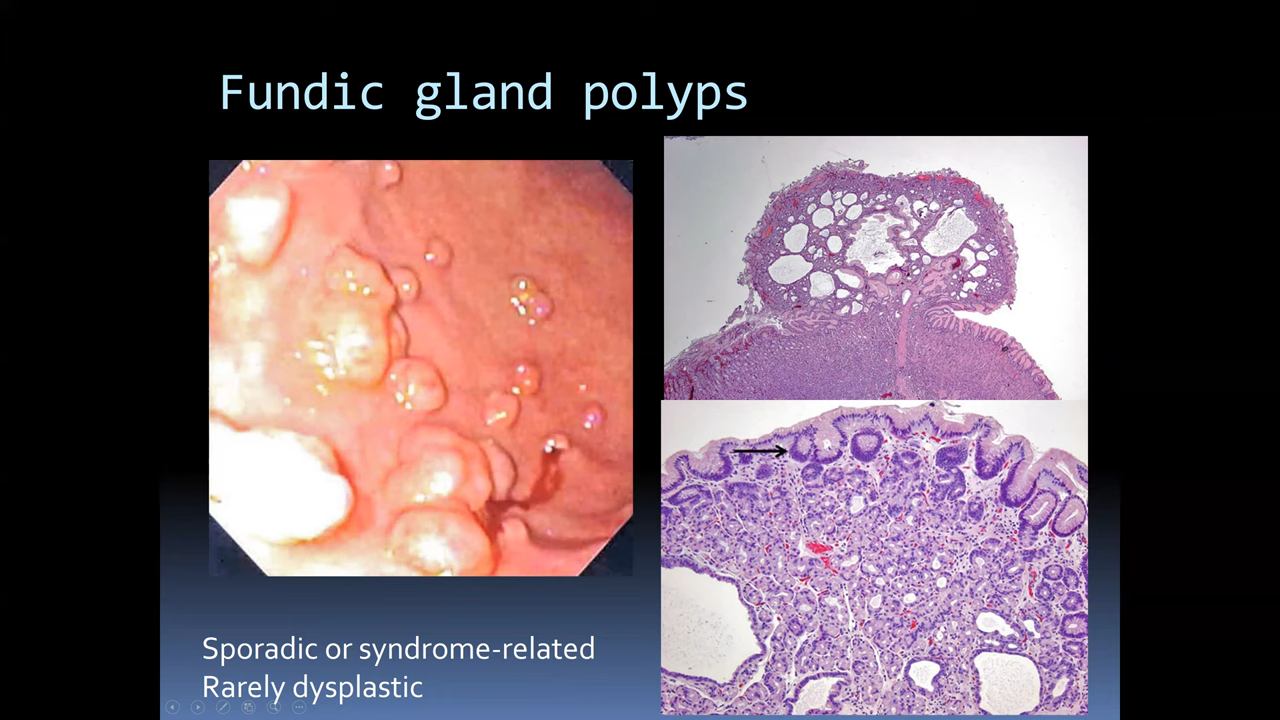 Fundic gland polyps
Sporadic or syndrome-related
Rarely dysplastic